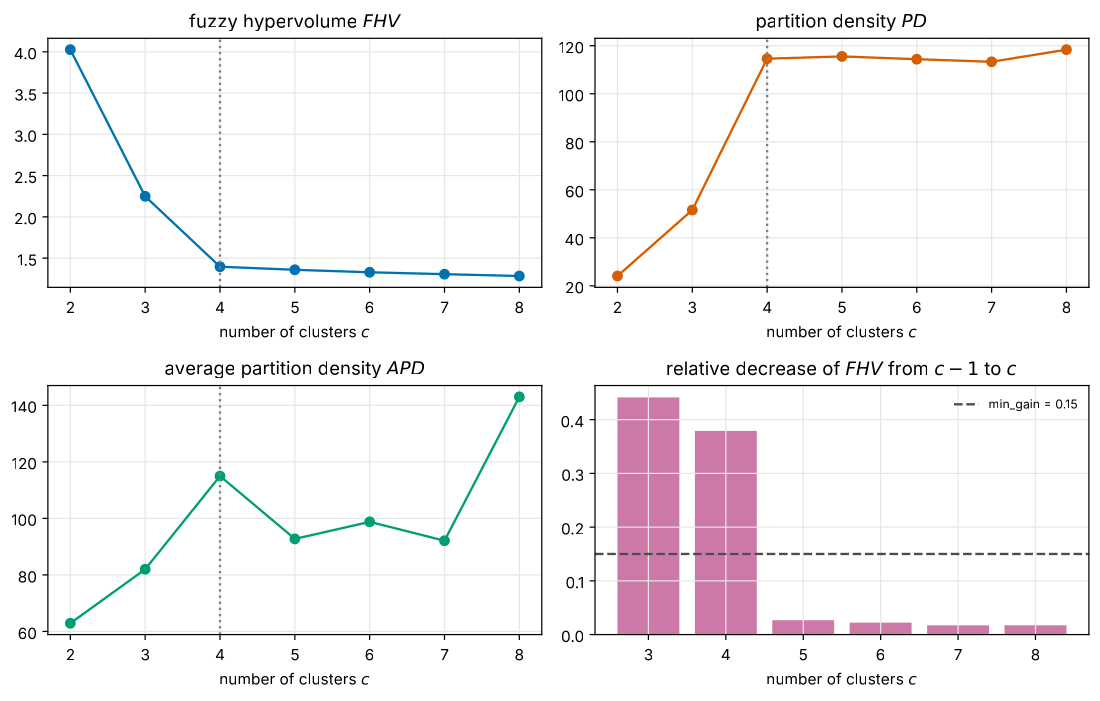 fuzzy hypervolume FHV
4.0
3.5
3.0
2.5
2.0
1.5
2 3 4 5 6 7 8
number of clusters c
partition density PD
120
100
80
60
40
20
2 3 4 5 6 7 8
number of clusters c
average partition density APD
140
120
100
80
60
2 3 4 5 6 7 8
number of clusters c
relative decrease of FHV from c − 1 to c
min_gain = 0.15
0.4
0.3
0.2
0.1
0.0
3 4 5 6 7 8
number of clusters c